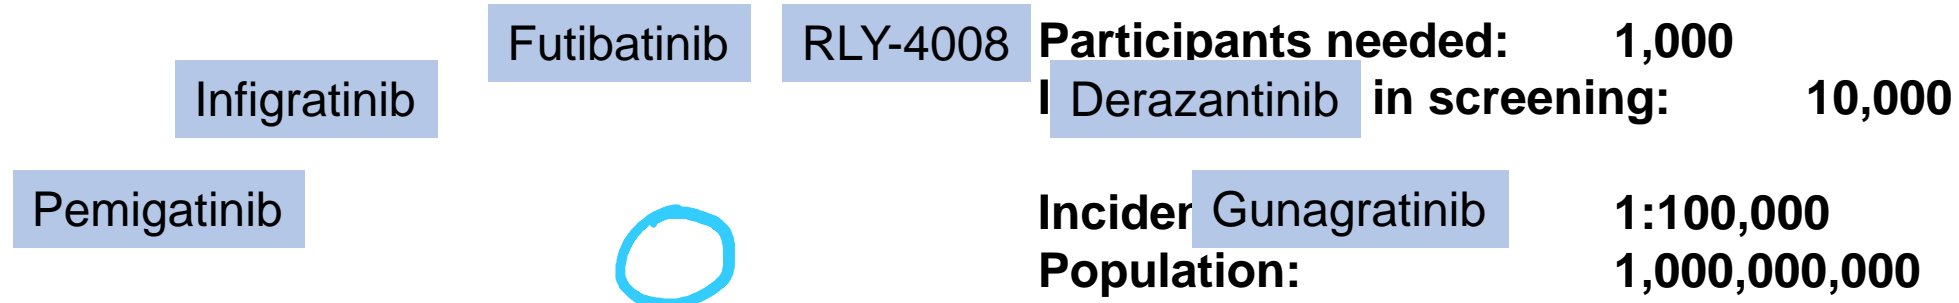 Futibatinib RLY-4008 Participants needed: 1,000
Infigratinib Derazantinib in screening: 10,000
Pemigatinib Gunagratinib 1:100,000
Population: 1,000,000,000